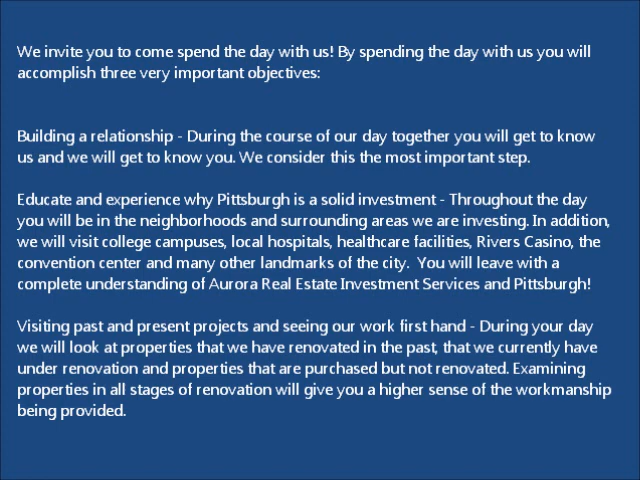 We invite you to come spend the day with us! By spending the day with us you will
accomplish three very important objectives:
Building a relationship - During the course of our day together you will get to know
us and we will get to know you. We consider this the most important step.
Educate and experience why Pittsburgh is a solid investment - Throughout the day
you will be in the neighborhoods and surrounding areas we are investing. In addition,
we will visit college campuses, local hospitals, healthcare facilities, Rivers Casino, the
convention center and many other landmarks of the city.  You will leave with a
complete understanding of Aurora Real Estate Investment Services and Pittsburgh!
Visiting past and present projects and seeing our work first hand - During your day
we will look at properties that we have renovated in the past, that we currently have
under renovation and properties that are purchased but not renovated. Examining
properties in all stages of renovation will give you a higher sense of the workmanship
being provided.